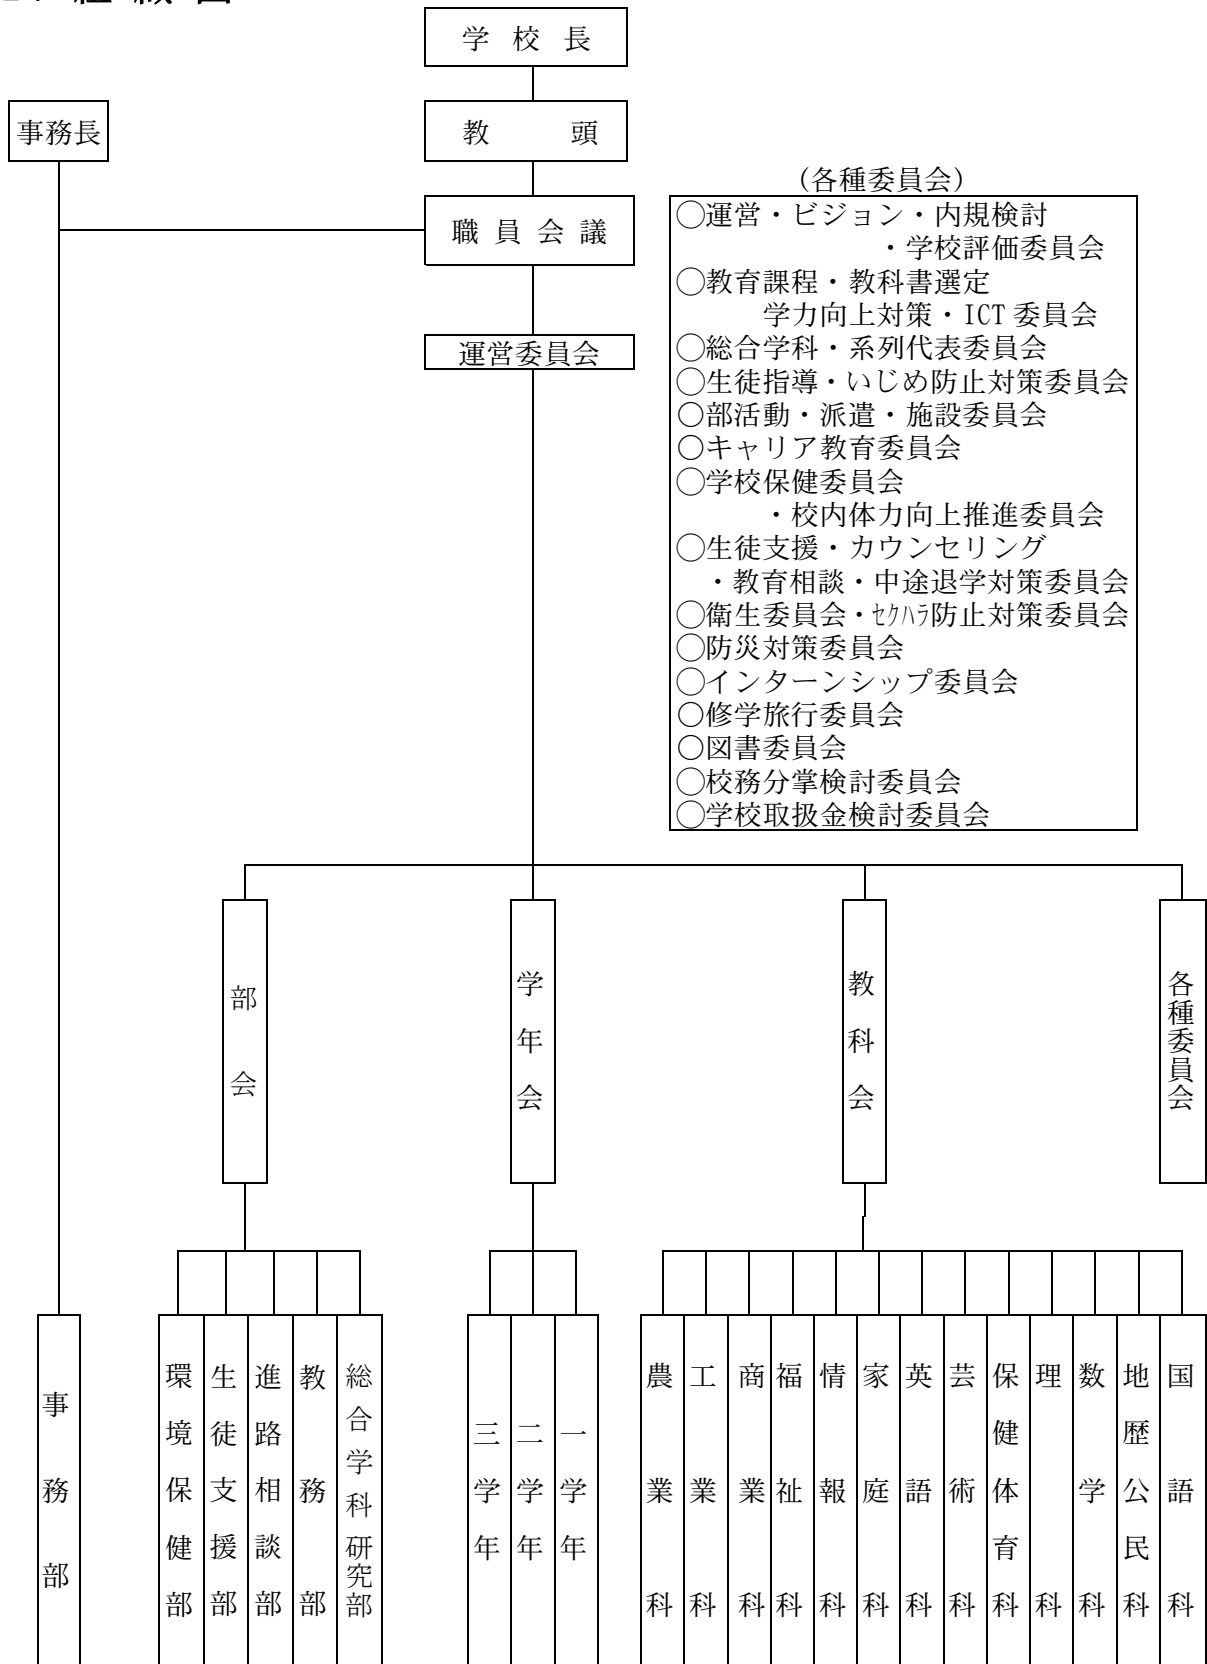 組織図
学校長
事務長
教頭
職員会議
運営委員会
(各種委員会)
○運営・ビジョン・内規検討
・学校評価委員会
○教育課程・教科書選定
学力向上対策・ICT委員会
○総合学科・系列代表委員会
○生徒指導・いじめ防止対策委員会
○部活動・派遣・施設委員会
○キャリア教育委員会
○学校保健委員会
・校内体力向上推進委員会
○生徒支援・カウンセリング
・教育相談・中途退学対策委員会
○衛生委員会・ｾｸﾊﾗ防止対策委員会
○防災対策委員会
○インターンシップ委員会
○修学旅行委員会
○図書委員会
○校務分掌検討委員会
○学校取扱金検討委員会
部会
学年会
教科会
各種委員会
事務部
環境保健部
生徒支援部
進路相談部
教務部
総合学科研究部
三学年
二学年
一学年
農業科
工業科
商業科
福祉科
情報科
家庭科
英語科
芸術科
保健体育科
理科
数学科
地歴公民科
国語科